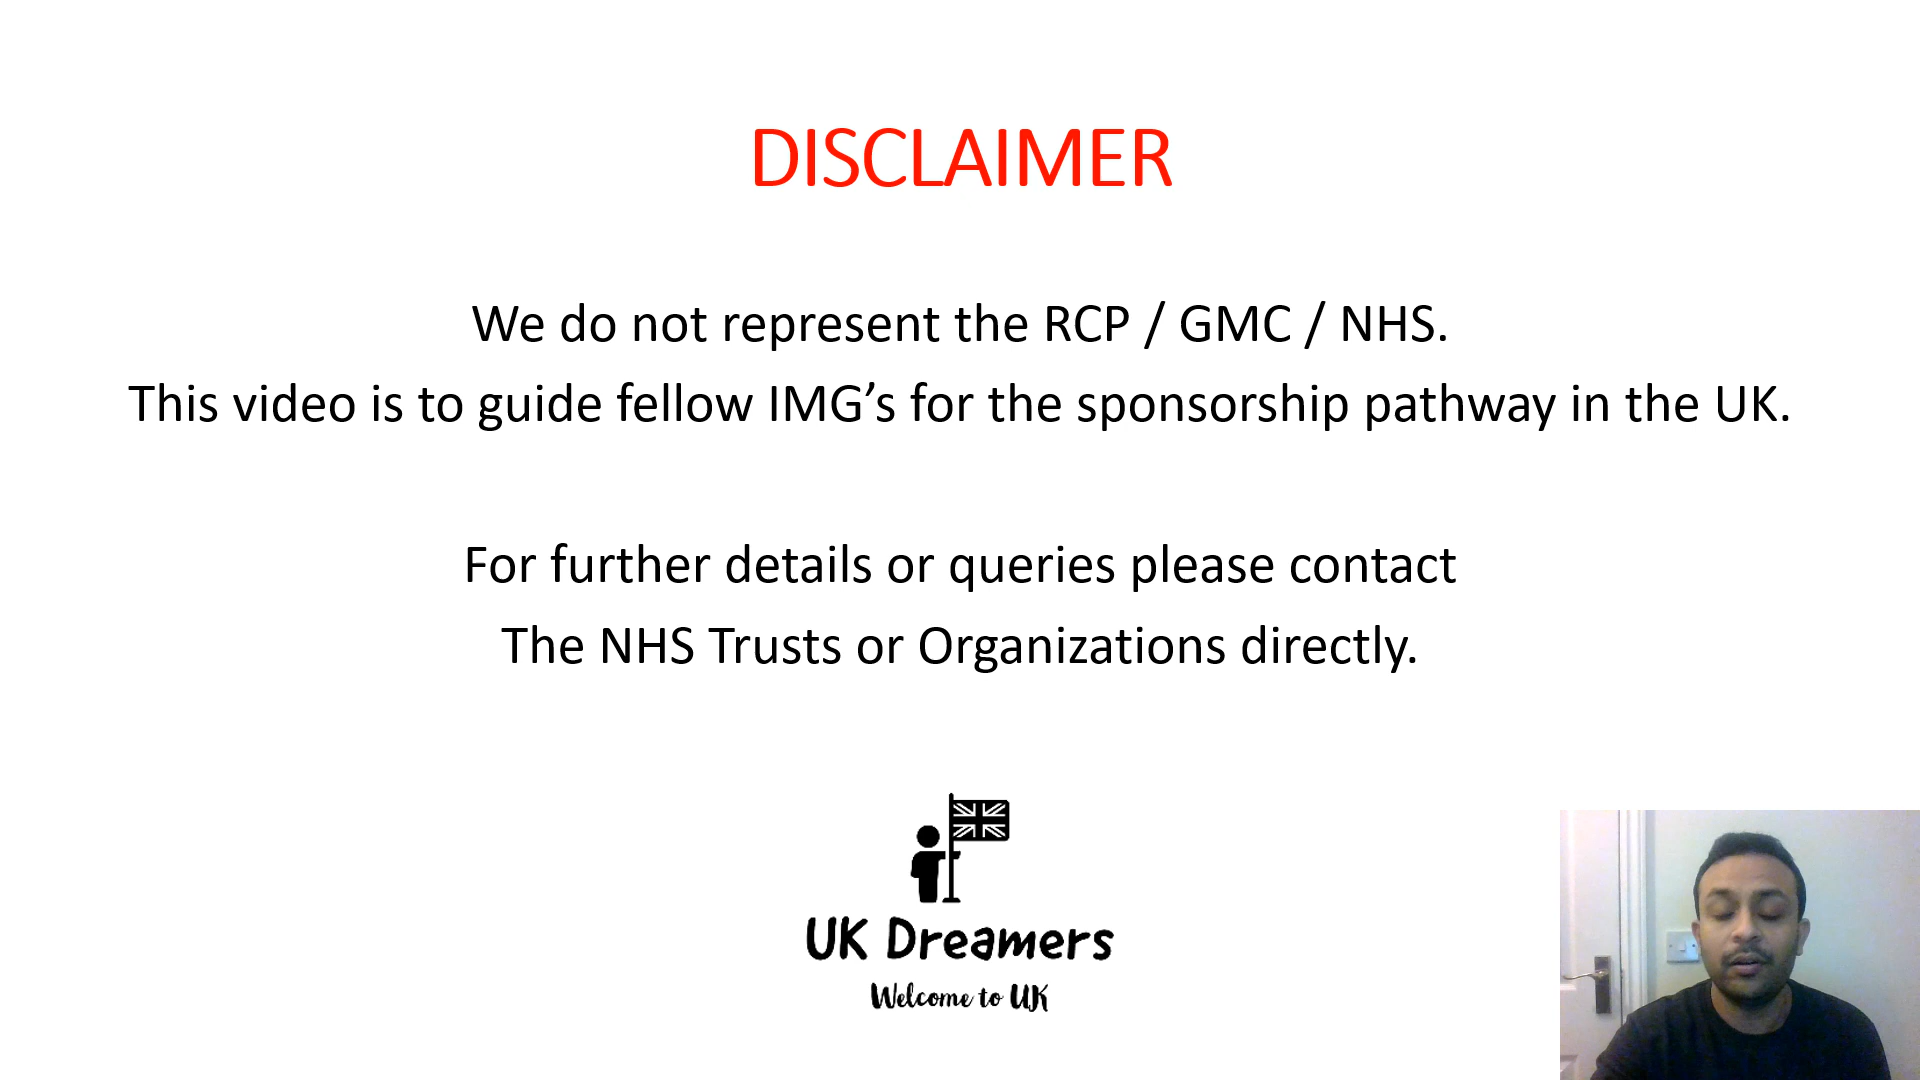 DISCLAIMER
We do not represent the RCP / GMC / NHS.
This video is to guide fellow IMG’s for the sponsorship pathway in the UK.
For further details or queries please contact
The NHS Trusts or Organizations directly.
UK Dreamers
Welcome to UK